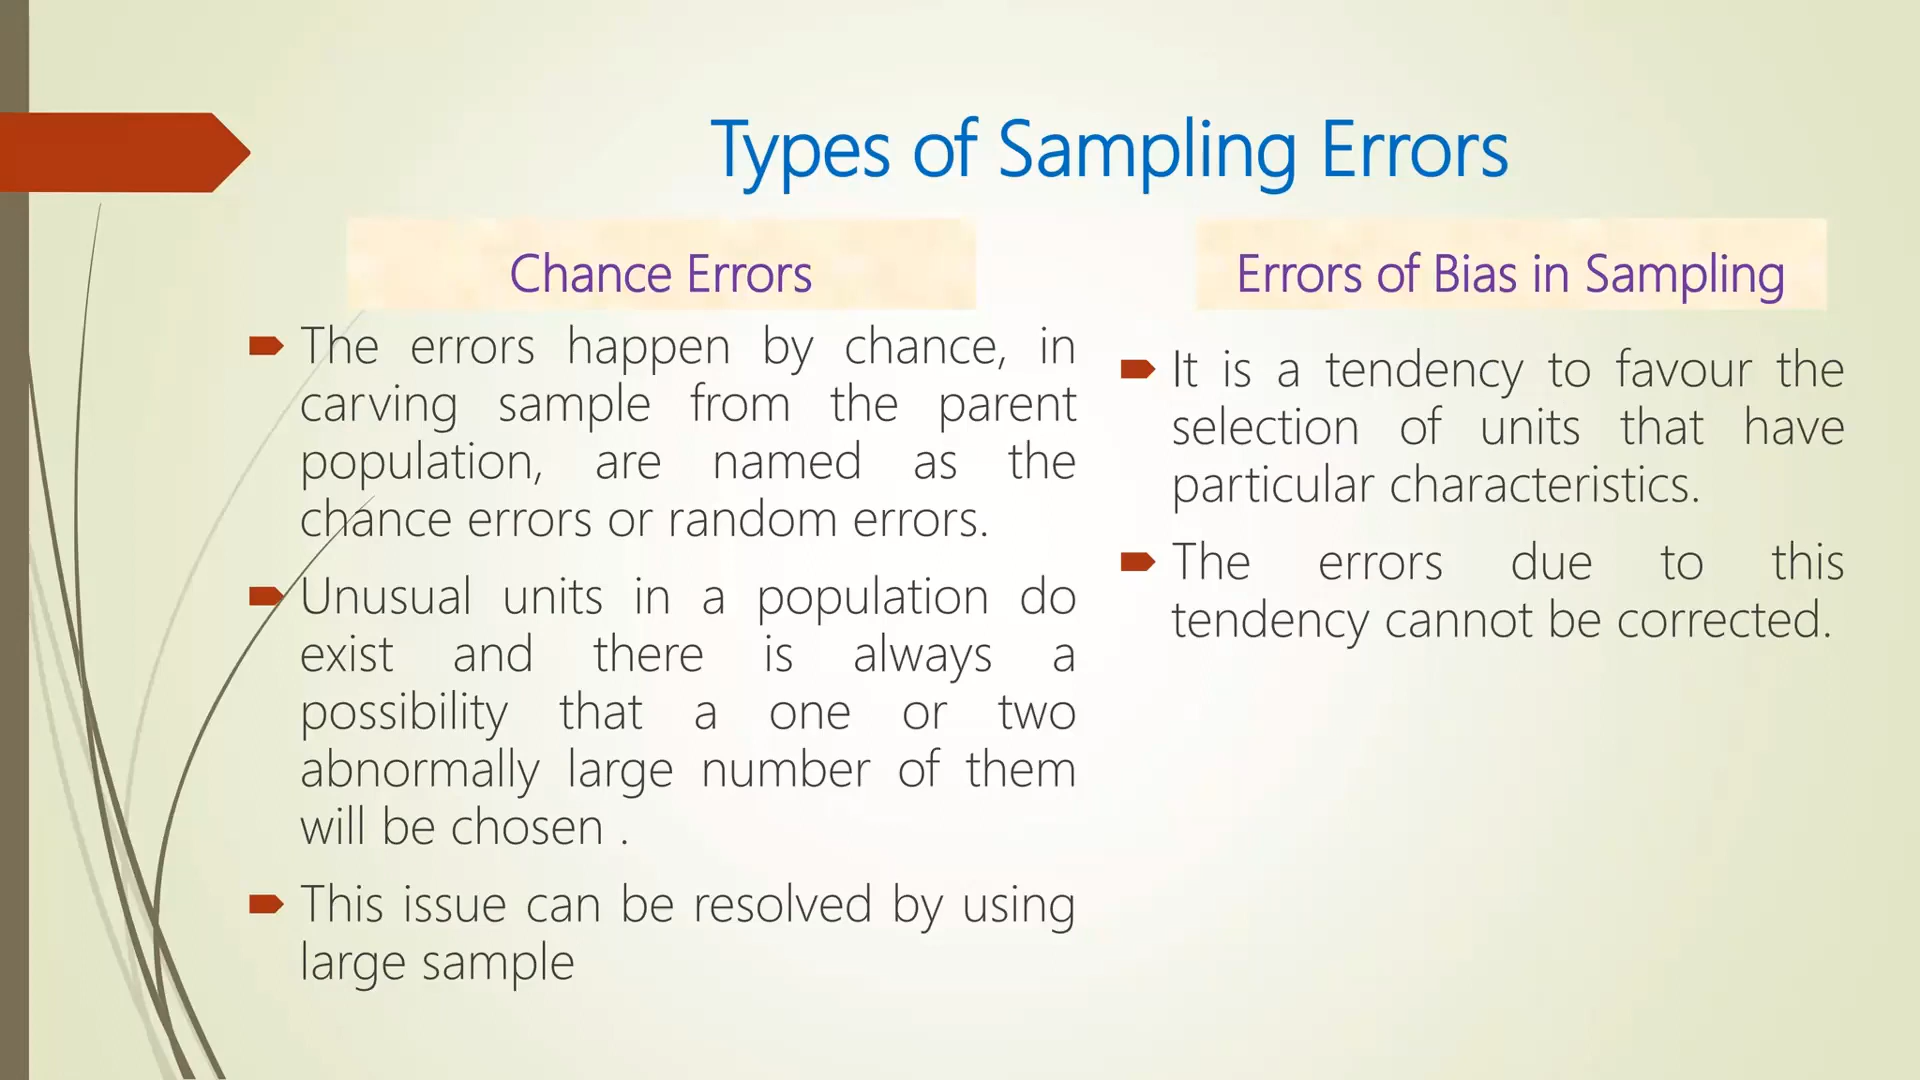 Types of Sampling Errors
Chance Errors
The errors happen by chance, in
carving sample from the parent
population, are named as the
chance errors or random errors.
Unusual units in a population do
exist and there is always a
possibility that a one or two
abnormally large number of them
will be chosen .
This issue can be resolved by using
large sample
Errors of Bias in Sampling
It is a tendency to favour the
selection of units that have
particular characteristics.
The errors due to this
tendency cannot be corrected.